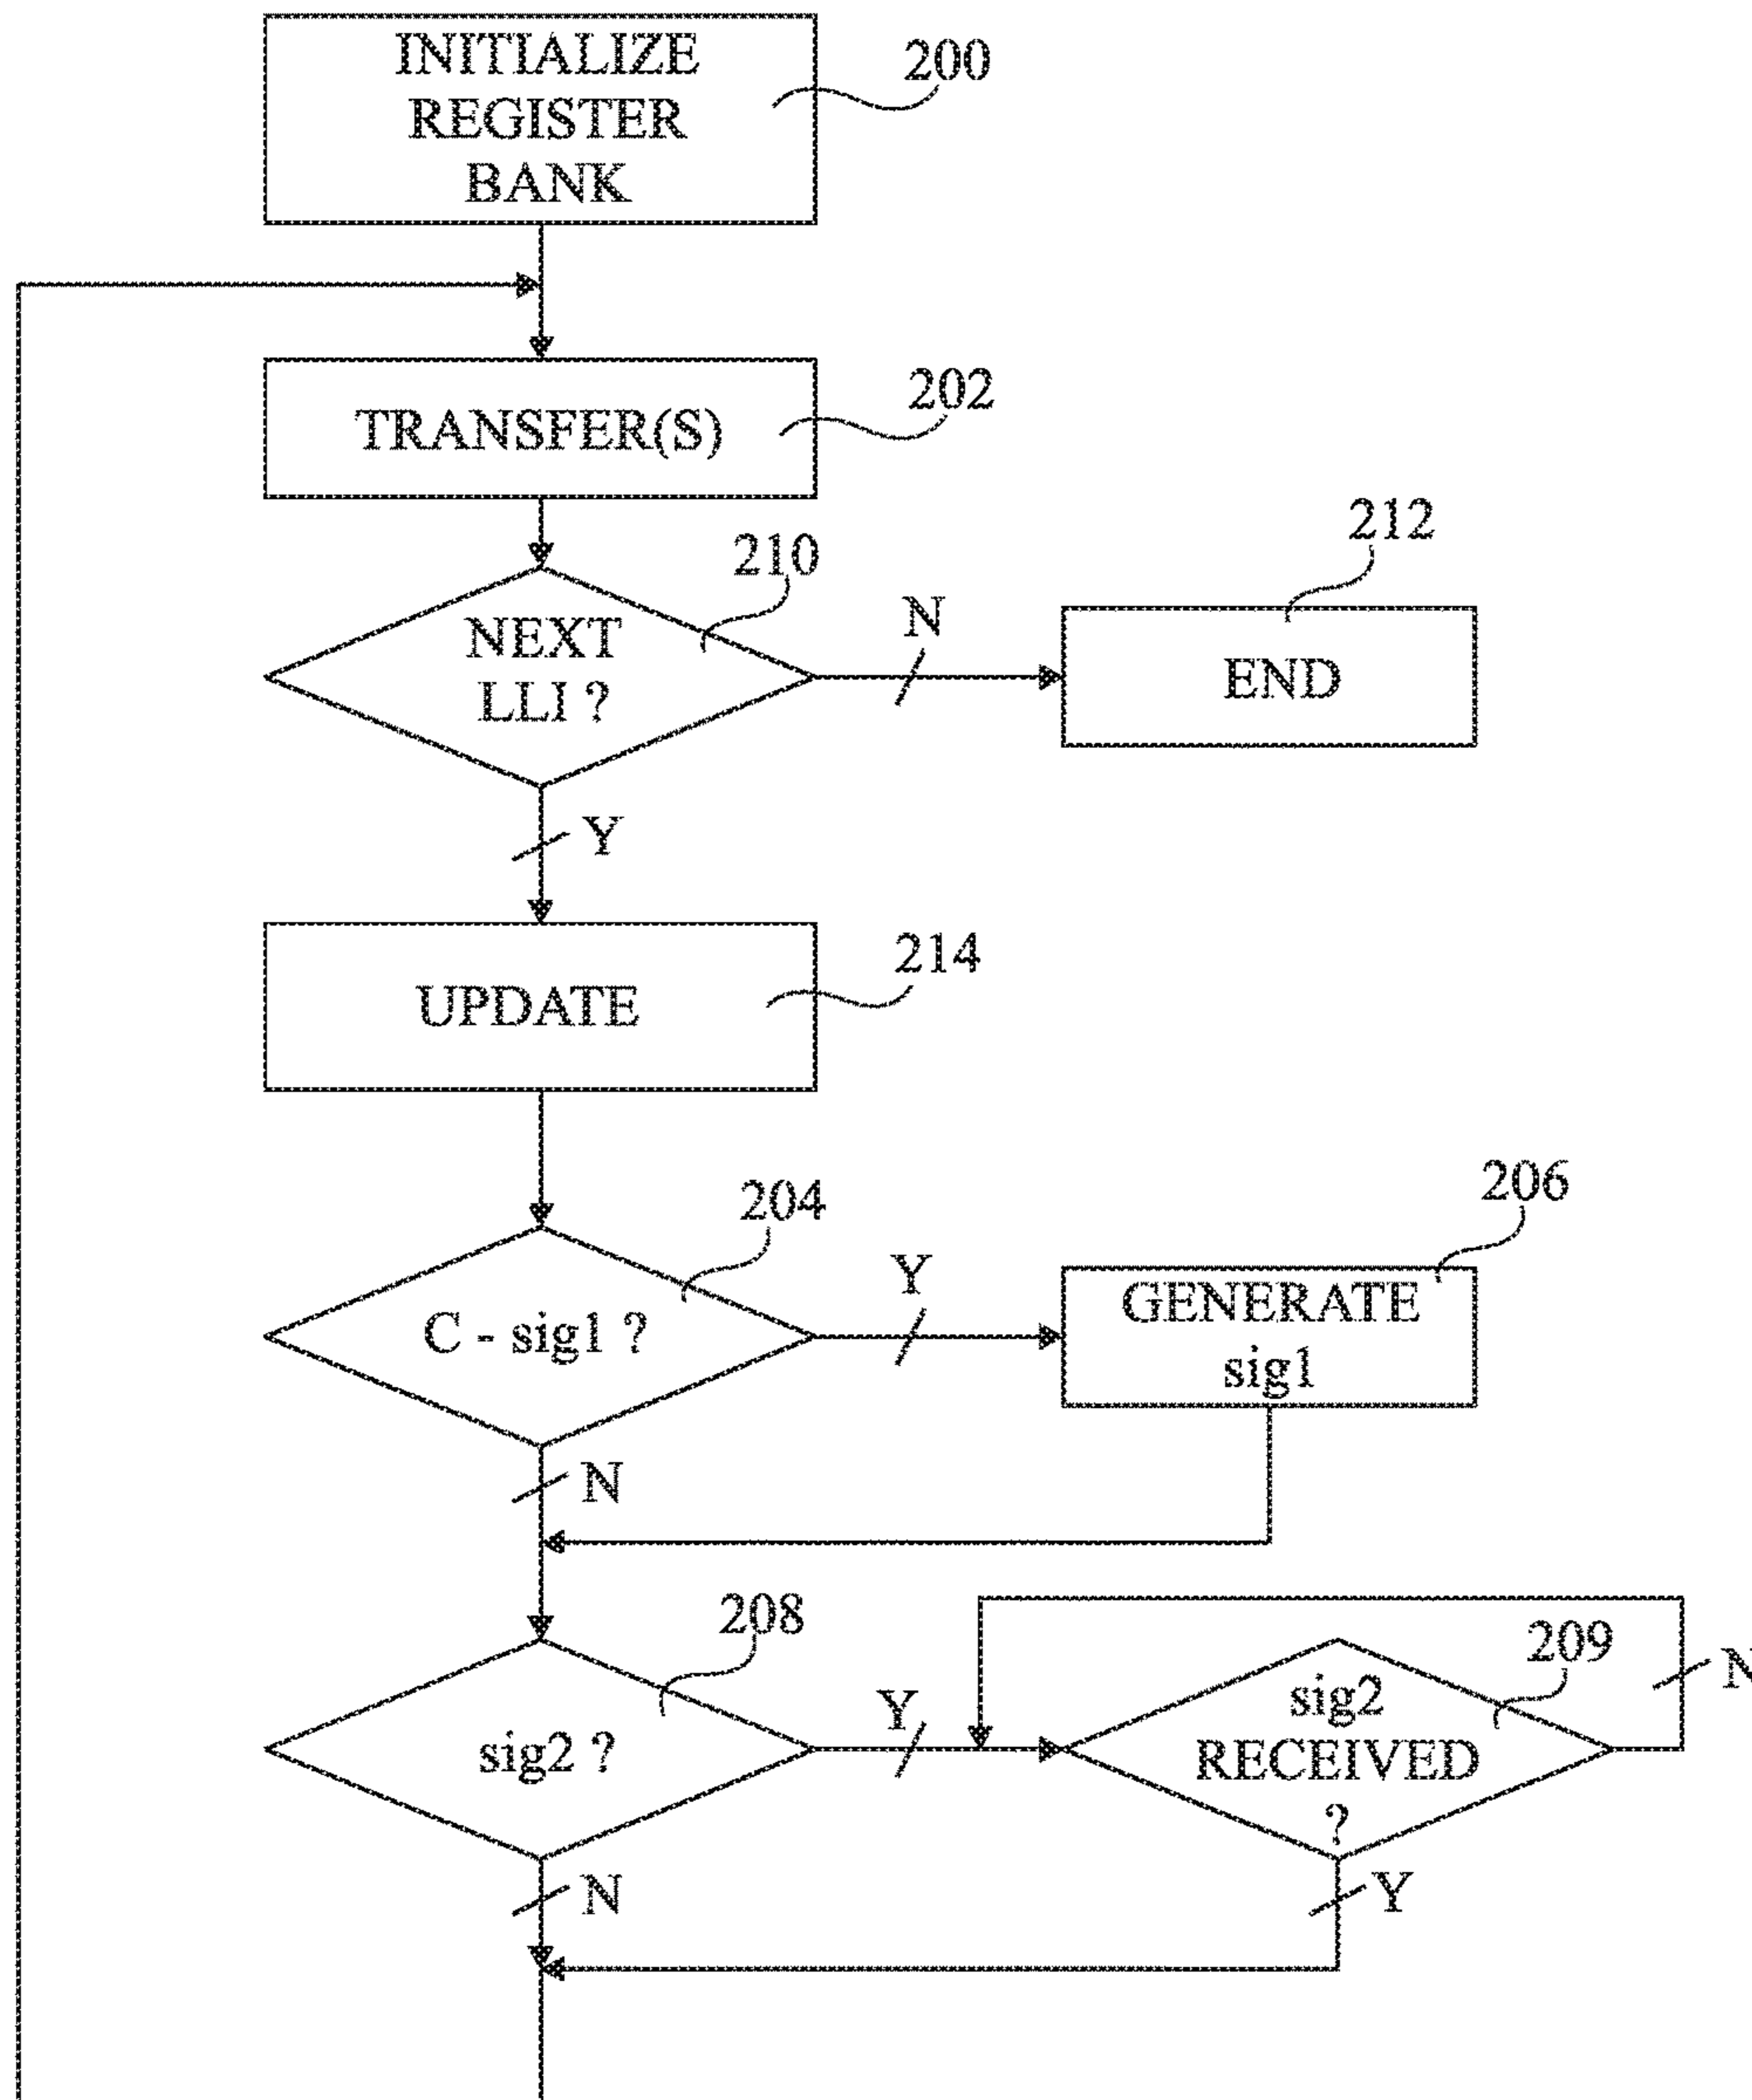 INITIALIZE
REGISTER
BANK
200
TRANSFER(S)
202
NEXT
LLI ?
210
N
END
212
Y
UPDATE
214
C - sig1 ?
204
Y
GENERATE
sig1
206
N
sig2 ?
208
Y
sig2
RECEIVED
?
209
N
N
Y